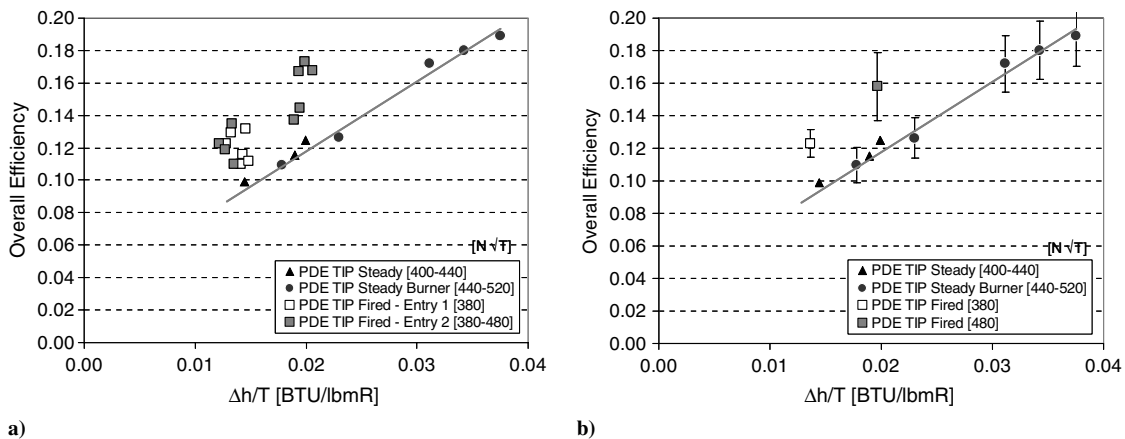 0.20
0.18
0.16
0.14
0.12
0.10
0.08
0.06
0.04
0.02
0.00
Overall Efficiency
[N √T]
PDE TIP Steady [400-440]
PDE TIP Steady Burner [440-520]
PDE TIP Fired - Entry 1 [380]
PDE TIP Fired - Entry 2 [380-480]
0.00 0.01 0.02 0.03 0.04
Δh/T [BTU/lbmR]
a)
0.20
0.18
0.16
0.14
0.12
0.10
0.08
0.06
0.04
0.02
0.00
Overall Efficiency
[N √T]
PDE TIP Steady [400-440]
PDE TIP Steady Burner [440-520]
PDE TIP Fired [380]
PDE TIP Fired [480]
0.00 0.01 0.02 0.03 0.04
Δh/T [BTU/lbmR]
b)